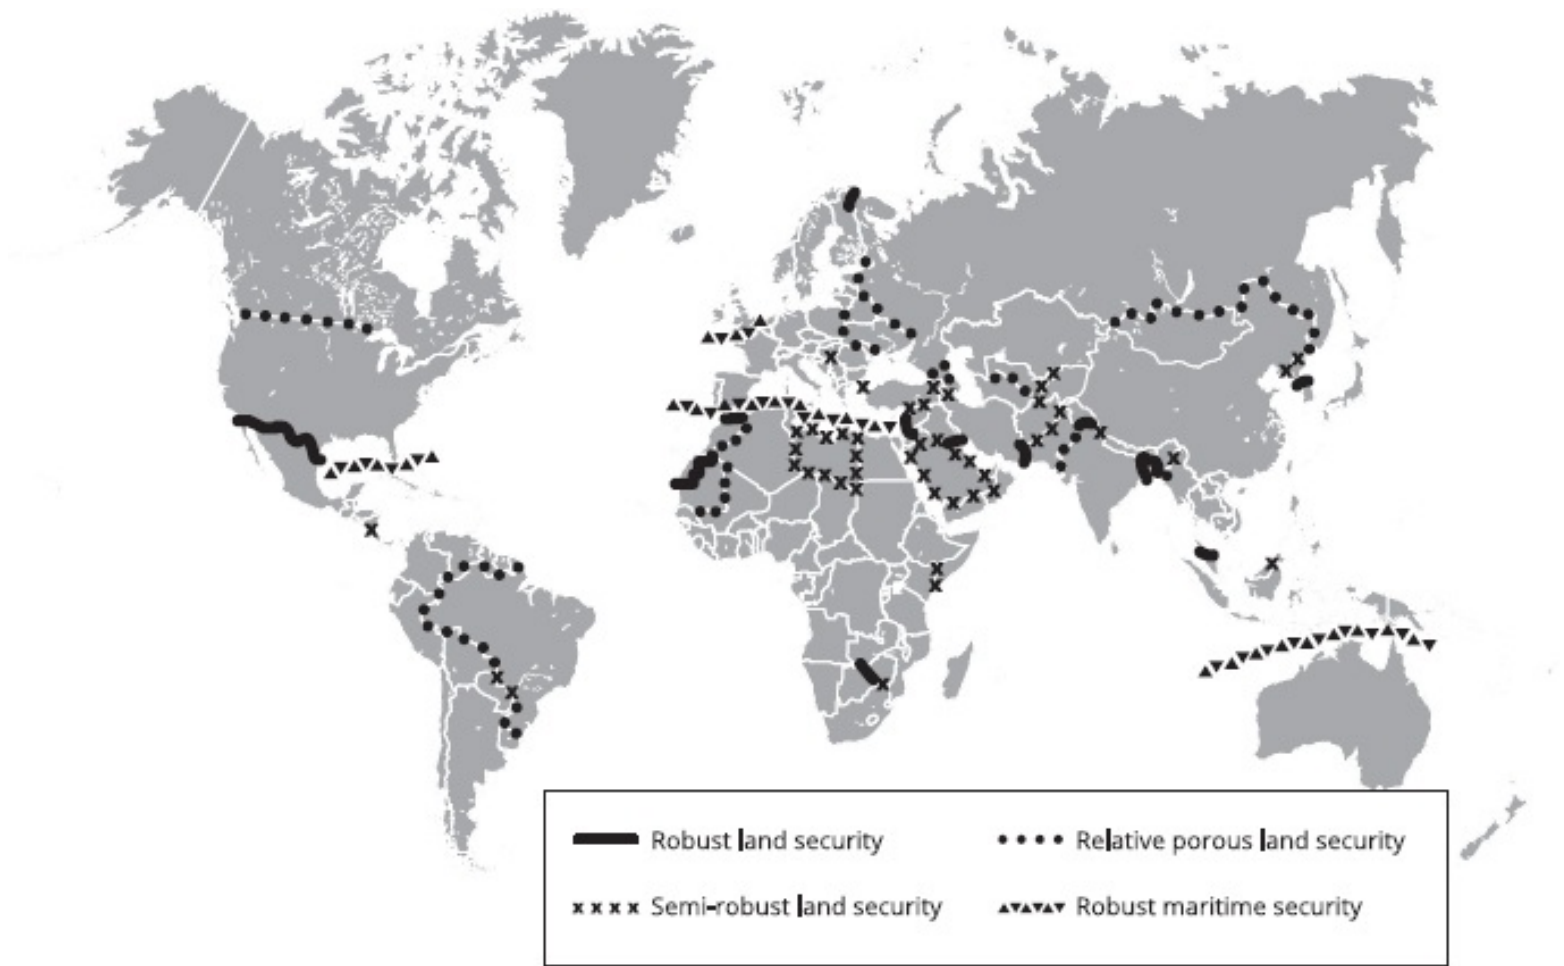 Robust land security
Relative porous land security
Semi-robust land security
Robust maritime security